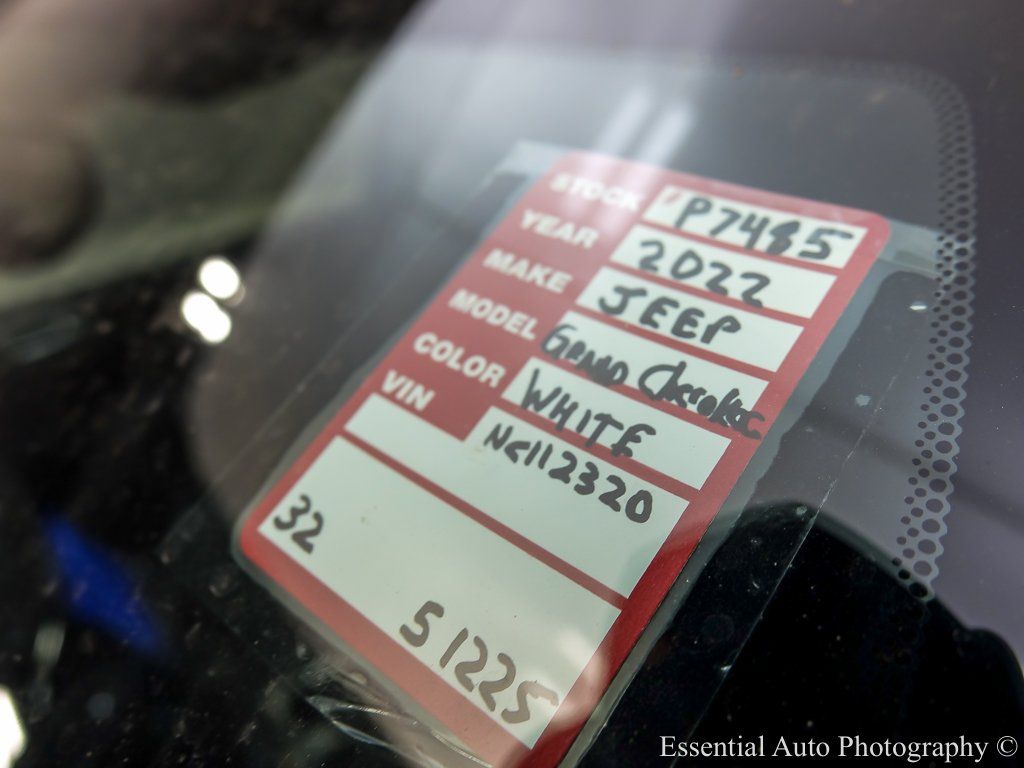 STOCK P7485
YEAR 2022
MAKE JEEP
MODEL Grand Cherokee
COLOR WHITE
VIN NC112320
32
51225
Essential Auto Photography ©